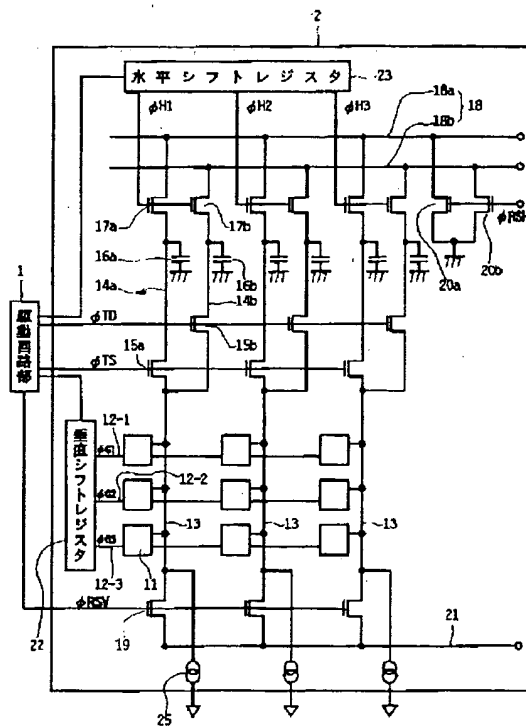 2
水平シフトレジスタ
23
φH1
φH2
φH3
18a
18
18b
17a
17b
φRSH
20a
20b
16a
16b
1
14a
14b
駆動回路部
φTD
15b
φTS
15a
垂直シフトレジスタ
12-1
φG1
φG2
12-2
φG3
13
13
13
12-3
11
φRSV
22
19
21
25